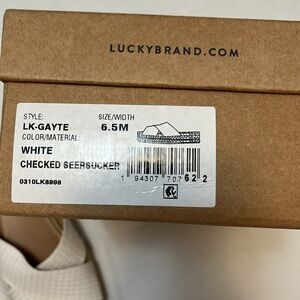 LUCKYBRAND.COM
STYLE: SIZE/WIDTH
LK-GAYTE 6.5M
COLOR/MATERIAL:
WHITE
CHECKED SEERSUCKER
1 94307 70762 2
0310LK8998